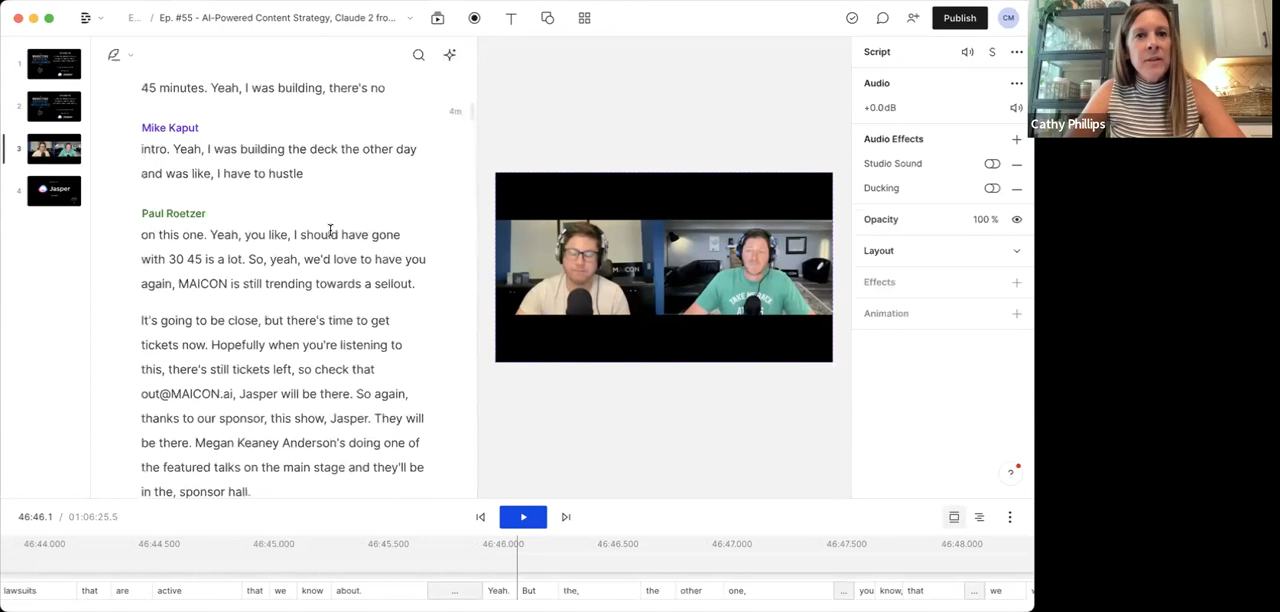 E... / Ep. #55 - AI-Powered Content Strategy, Claude 2 fro...
Publish
CM
1
2
3
4
Jasper
45 minutes. Yeah, I was building, there's no
4m
Mike Kaput
intro. Yeah, I was building the deck the other day
and was like, I have to hustle
Paul Roetzer
on this one. Yeah, you like, I should have gone
with 30 45 is a lot. So, yeah, we'd love to have you
again, MAICON is still trending towards a sellout.
It's going to be close, but there's time to get
tickets now. Hopefully when you're listening to
this, there's still tickets left, so check that
out@MAICON.ai, Jasper will be there. So again,
thanks to our sponsor, this show, Jasper. They will
be there. Megan Keaney Anderson's doing one of
the featured talks on the main stage and they'll be
in the, sponsor hall.
MAICON
Script
S
Audio
+0.0dB
Audio Effects
Studio Sound
Ducking
Opacity
100 %
Layout
Effects
Animation
?
Cathy Phillips
46:46.1 / 01:06:25.5
46:44.000 46:44.500 46:45.000 46:45.500 46:46.000 46:46.500 46:47.000 46:47.500 46:48.000
lawsuits that are active that we know about. ... Yeah. But the, the other one, ... you know, that ... we